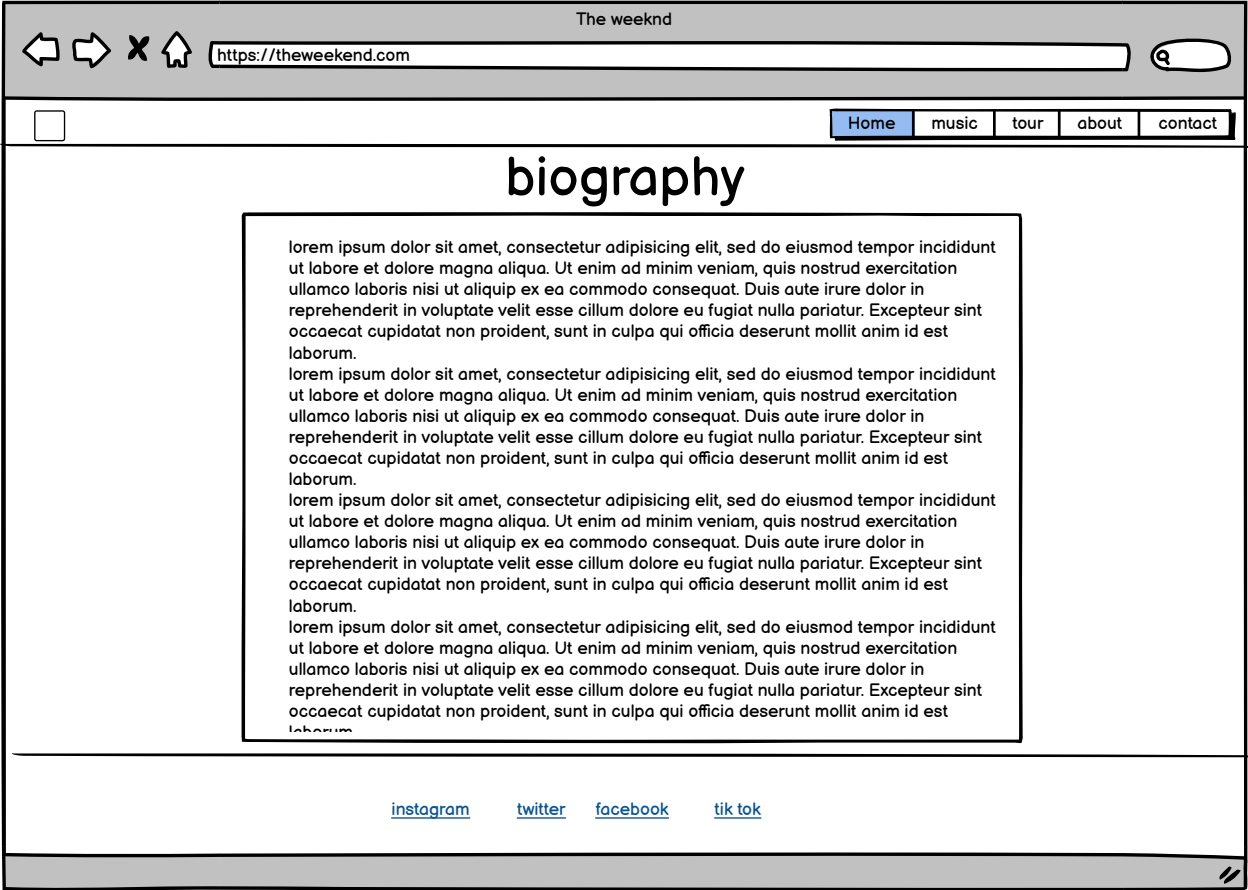 The weeknd
https://theweekend.com
Home music tour about contact
biography
lorem ipsum dolor sit amet, consectetur adipisicing elit, sed do eiusmod tempor incididunt
ut labore et dolore magna aliqua. Ut enim ad minim veniam, quis nostrud exercitation
ullamco laboris nisi ut aliquip ex ea commodo consequat. Duis aute irure dolor in
reprehenderit in voluptate velit esse cillum dolore eu fugiat nulla pariatur. Excepteur sint
occaecat cupidatat non proident, sunt in culpa qui officia deserunt mollit anim id est
laborum.
lorem ipsum dolor sit amet, consectetur adipisicing elit, sed do eiusmod tempor incididunt
ut labore et dolore magna aliqua. Ut enim ad minim veniam, quis nostrud exercitation
ullamco laboris nisi ut aliquip ex ea commodo consequat. Duis aute irure dolor in
reprehenderit in voluptate velit esse cillum dolore eu fugiat nulla pariatur. Excepteur sint
occaecat cupidatat non proident, sunt in culpa qui officia deserunt mollit anim id est
laborum.
lorem ipsum dolor sit amet, consectetur adipisicing elit, sed do eiusmod tempor incididunt
ut labore et dolore magna aliqua. Ut enim ad minim veniam, quis nostrud exercitation
ullamco laboris nisi ut aliquip ex ea commodo consequat. Duis aute irure dolor in
reprehenderit in voluptate velit esse cillum dolore eu fugiat nulla pariatur. Excepteur sint
occaecat cupidatat non proident, sunt in culpa qui officia deserunt mollit anim id est
laborum.
lorem ipsum dolor sit amet, consectetur adipisicing elit, sed do eiusmod tempor incididunt
ut labore et dolore magna aliqua. Ut enim ad minim veniam, quis nostrud exercitation
ullamco laboris nisi ut aliquip ex ea commodo consequat. Duis aute irure dolor in
reprehenderit in voluptate velit esse cillum dolore eu fugiat nulla pariatur. Excepteur sint
occaecat cupidatat non proident, sunt in culpa qui officia deserunt mollit anim id est
laborum.
instagram twitter facebook tik tok